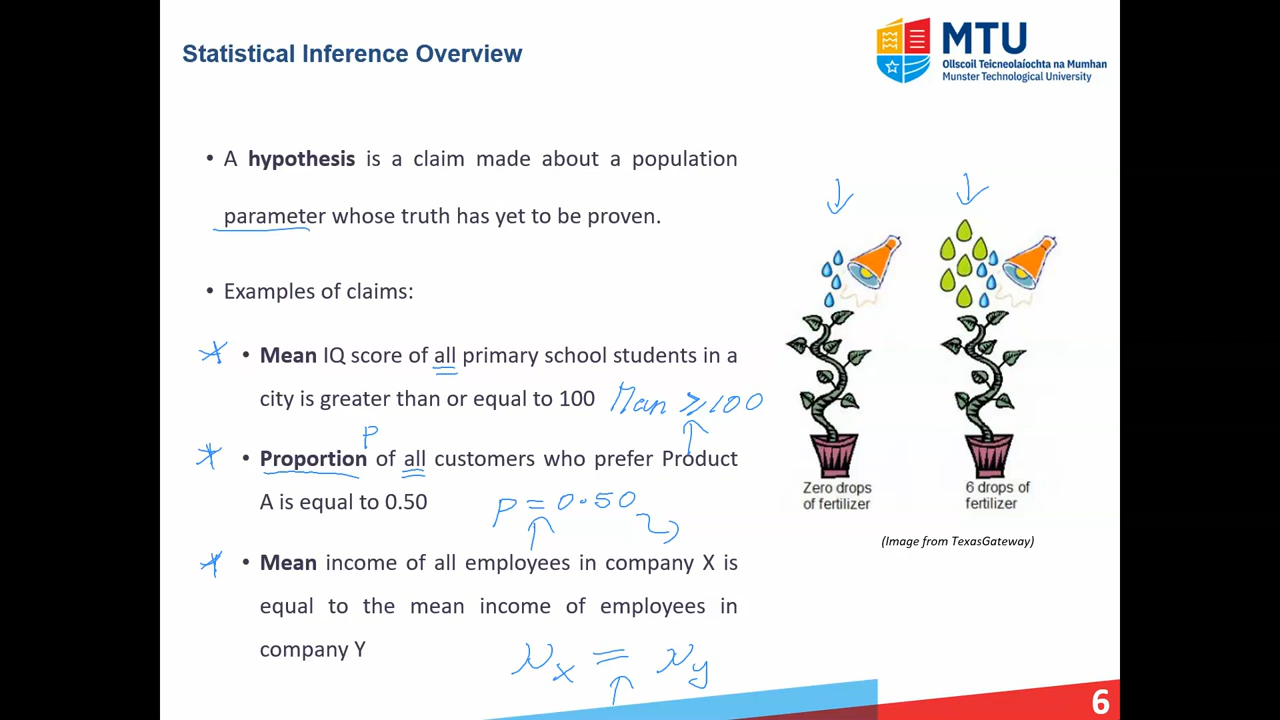 Statistical Inference Overview
MTU
Ollscoil Teicneolaíochta na Mumhan
Munster Technological University
• A hypothesis is a claim made about a population
parameter whose truth has yet to be proven.
• Examples of claims:
• Mean IQ score of all primary school students in a
city is greater than or equal to 100
Mean ≥ 100
P
• Proportion of all customers who prefer Product
A is equal to 0.50
P = 0.50
• Mean income of all employees in company X is
equal to the mean income of employees in
company Y
μx = μy
Zero drops
of fertilizer
6 drops of
fertilizer
(Image from TexasGateway)
6